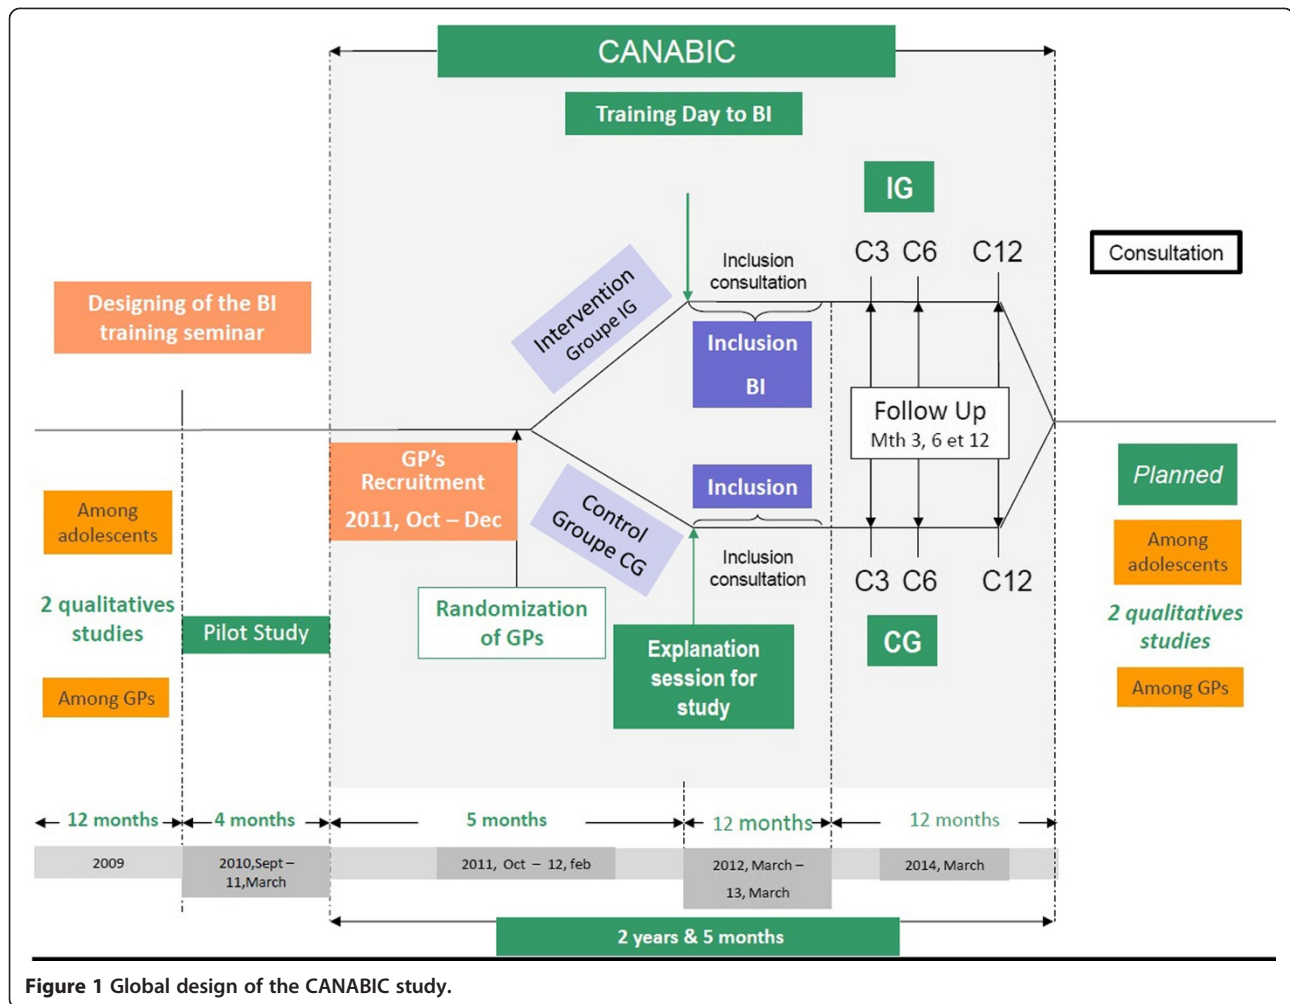 CANABIC
Training Day to BI
IG
C3 C6 C12
Consultation
Inclusion
consultation
Intervention
Groupe IG
Designing of the BI
training seminar
Inclusion
BI
Follow Up
Mth 3, 6 et 12
GP's
Recruitment
2011, Oct – Dec
Inclusion
Control
Groupe CG
Inclusion
consultation
C3 C6 C12
CG
Among
adolescents
2 qualitatives
studies
Among GPs
Pilot Study
Randomization
of GPs
Explanation
session for
study
Planned
Among
adolescents
2 qualitatives
studies
Among GPs
12 months
4 months
5 months
12 months
12 months
2009
2010,Sept –
11,March
2011, Oct – 12, feb
2012, March –
13, March
2014, March
2 years & 5 months
Figure 1 Global design of the CANABIC study.